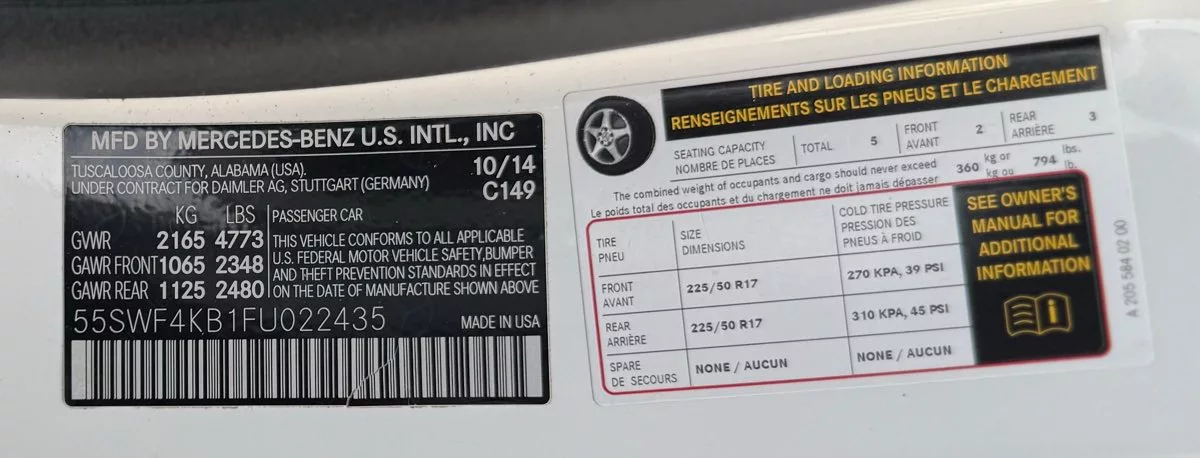 MFD BY MERCEDES-BENZ U.S. INTL., INC
TUSCALOOSA COUNTY, ALABAMA (USA). 10/14
UNDER CONTRACT FOR DAIMLER AG, STUTTGART (GERMANY) C149
KG LBS PASSENGER CAR
GVWR 2165 4773 THIS VEHICLE CONFORMS TO ALL APPLICABLE
U.S. FEDERAL MOTOR VEHICLE SAFETY,BUMPER
GAWR FRONT 1065 2348 AND THEFT PREVENTION STANDARDS IN EFFECT
GAWR REAR 1125 2480 ON THE DATE OF MANUFACTURE SHOWN ABOVE
55SWF4KB1FU022435 MADE IN USA
TIRE AND LOADING INFORMATION
RENSEIGNEMENTS SUR LES PNEUS ET LE CHARGEMENT
SEATING CAPACITY TOTAL 5 FRONT 2 REAR 3
NOMBRE DE PLACES AVANT ARRIÈRE
The combined weight of occupants and cargo should never exceed 360 kg or 794 lbs.
Le poids total des occupants et du chargement ne doit jamais dépasser kg ou lb.
TIRE SIZE COLD TIRE PRESSURE
PNEU DIMENSIONS PRESSION DES
PNEUS À FROID
FRONT 225/50 R17 270 KPA, 39 PSI
AVANT
REAR 225/50 R17 310 KPA, 45 PSI
ARRIÈRE
SPARE NONE / AUCUN NONE / AUCUN
DE SECOURS
SEE OWNER'S
MANUAL FOR
ADDITIONAL
INFORMATION
A 205 584 02 00